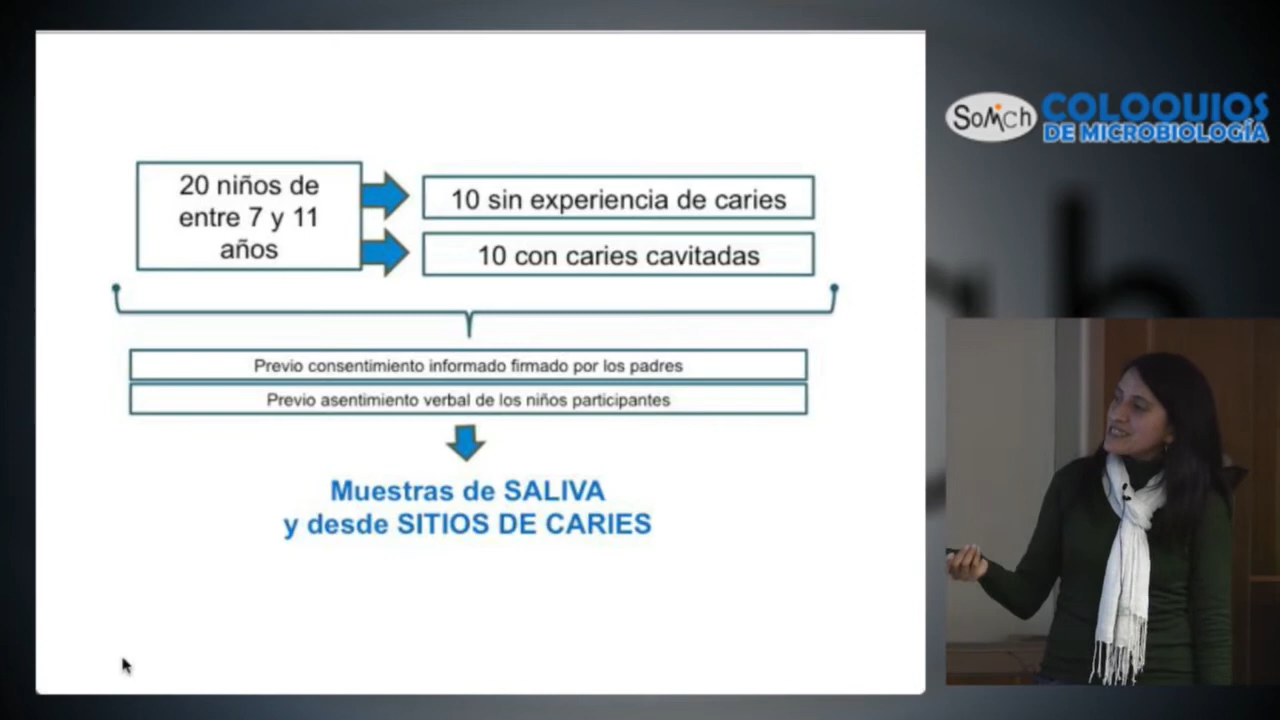 SoMich
COLOQUIOS
DE MICROBIOLOGÍA
20 niños de
entre 7 y 11
años
10 sin experiencia de caries
10 con caries cavitadas
Previo consentimiento informado firmado por los padres
Previo asentimiento verbal de los niños participantes
Muestras de SALIVA
y desde SITIOS DE CARIES